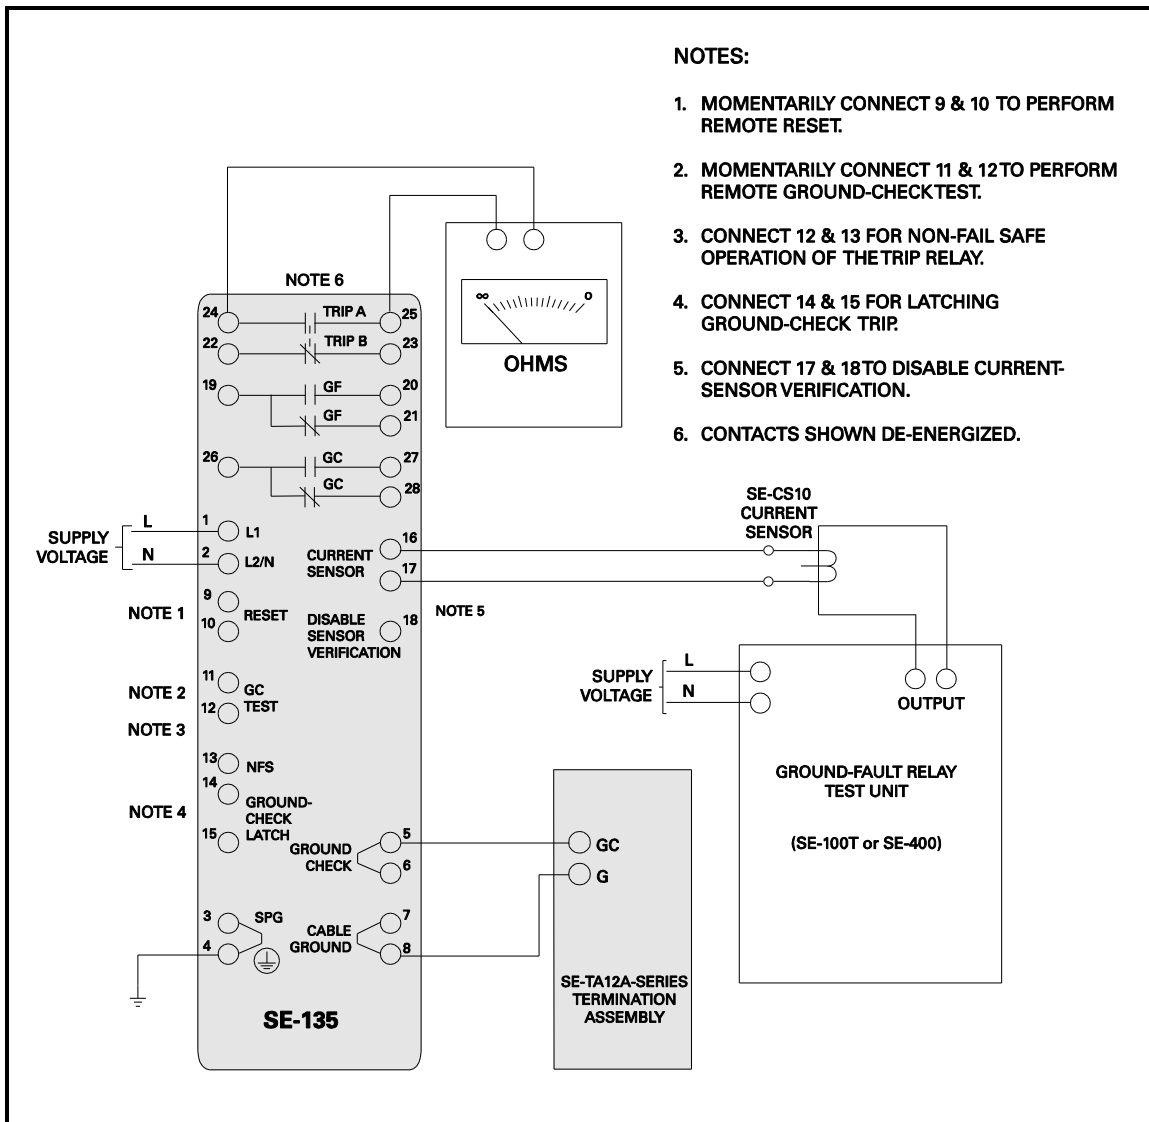 NOTES:
1. MOMENTARILY CONNECT 9 & 10 TO PERFORM
REMOTE RESET.
2. MOMENTARILY CONNECT 11 & 12 TO PERFORM
REMOTE GROUND-CHECK TEST.
3. CONNECT 12 & 13 FOR NON-FAIL SAFE
OPERATION OF THE TRIP RELAY.
4. CONNECT 14 & 15 FOR LATCHING
GROUND-CHECK TRIP.
5. CONNECT 17 & 18 TO DISABLE CURRENT-
SENSOR VERIFICATION.
6. CONTACTS SHOWN DE-ENERGIZED.
∞ 0
OHMS
NOTE 6
24 TRIP A 25
22 TRIP B 23
19 GF 20
GF 21
26 GC 27
GC 28
SUPPLY
VOLTAGE
L 1 L1
N 2 L2/N
CURRENT
SENSOR
16
17
NOTE 5
NOTE 1
9
10
RESET
DISABLE
SENSOR
VERIFICATION
18
NOTE 2
11
12
GC
TEST
NOTE 3
13 NFS
NOTE 4
14
15
GROUND-
CHECK
LATCH
GROUND
CHECK
5
6
3 SPG
4
CABLE
GROUND
7
8
SE-135
SE-CS10
CURRENT
SENSOR
SUPPLY
VOLTAGE
L
N
OUTPUT
GROUND-FAULT RELAY
TEST UNIT
(SE-100T or SE-400)
GC
G
SE-TA12A-SERIES
TERMINATION
ASSEMBLY